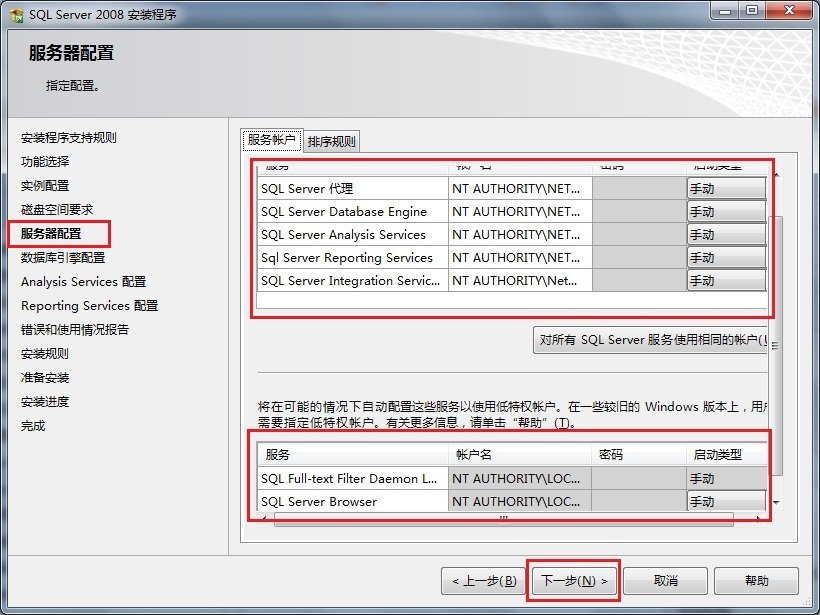 SQL Server 2008 安装程序
服务器配置
指定配置。
安装程序支持规则
功能选择
实例配置
磁盘空间要求
服务器配置
数据库引擎配置
Analysis Services 配置
Reporting Services 配置
错误和使用情况报告
安装规则
准备安装
安装进度
完成
服务帐户 排序规则
服务 帐户名 密码 启动类型
SQL Server 代理 NT AUTHORITY\NET... 手动
SQL Server Database Engine NT AUTHORITY\NET... 手动
SQL Server Analysis Services NT AUTHORITY\NET... 手动
Sql Server Reporting Services NT AUTHORITY\NET... 手动
SQL Server Integration Servic... NT AUTHORITY\Net... 手动
对所有 SQL Server 服务使用相同的帐户(U
将在可能的情况下自动配置这些服务以使用低特权帐户。在一些较旧的 Windows 版本上，用户
需要指定低特权帐户。有关更多信息，请单击“帮助”(I)。
服务 帐户名 密码 启动类型
SQL Full-text Filter Daemon L... NT AUTHORITY\LOC... 手动
SQL Server Browser NT AUTHORITY\LOC... 手动
< 上一步(B) 下一步(N) > 取消 帮助